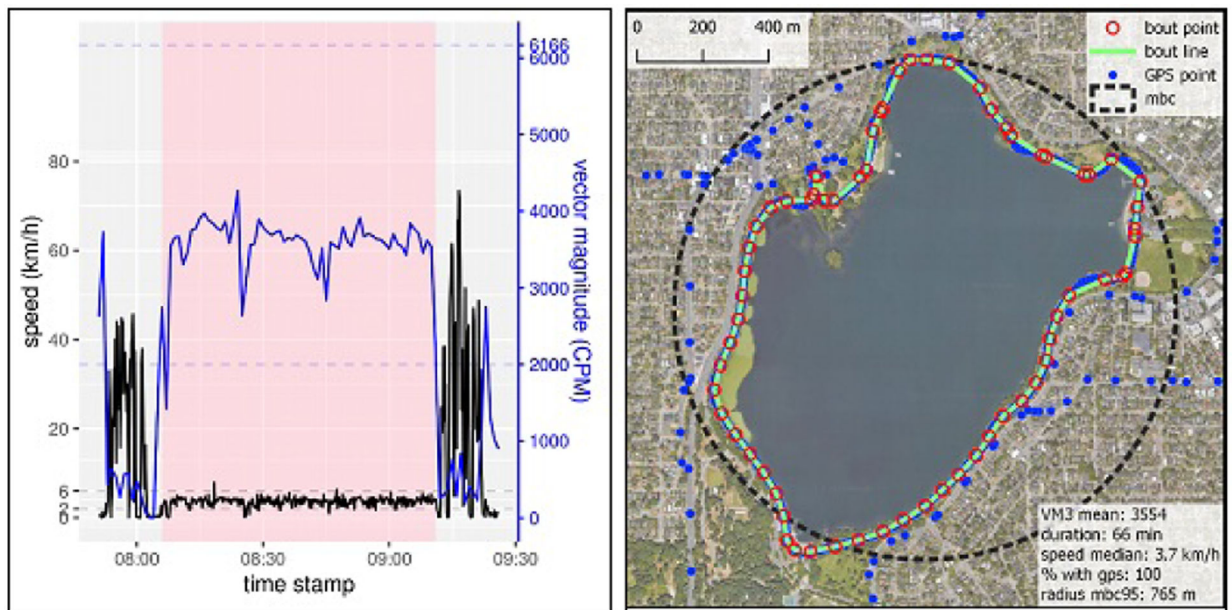 speed (km/h)
80
60
40
20
6
2
0
08:00
08:30
09:00
09:30
time stamp
6166
6000
5000
4000
3000
2000
1000
0
vector magnitude (CPM)
0 200 400 m
bout point
bout line
GPS point
mbc
VM3 mean: 3554
duration: 66 min
speed median: 3.7 km/h
% with gps: 100
radius mbc95: 765 m